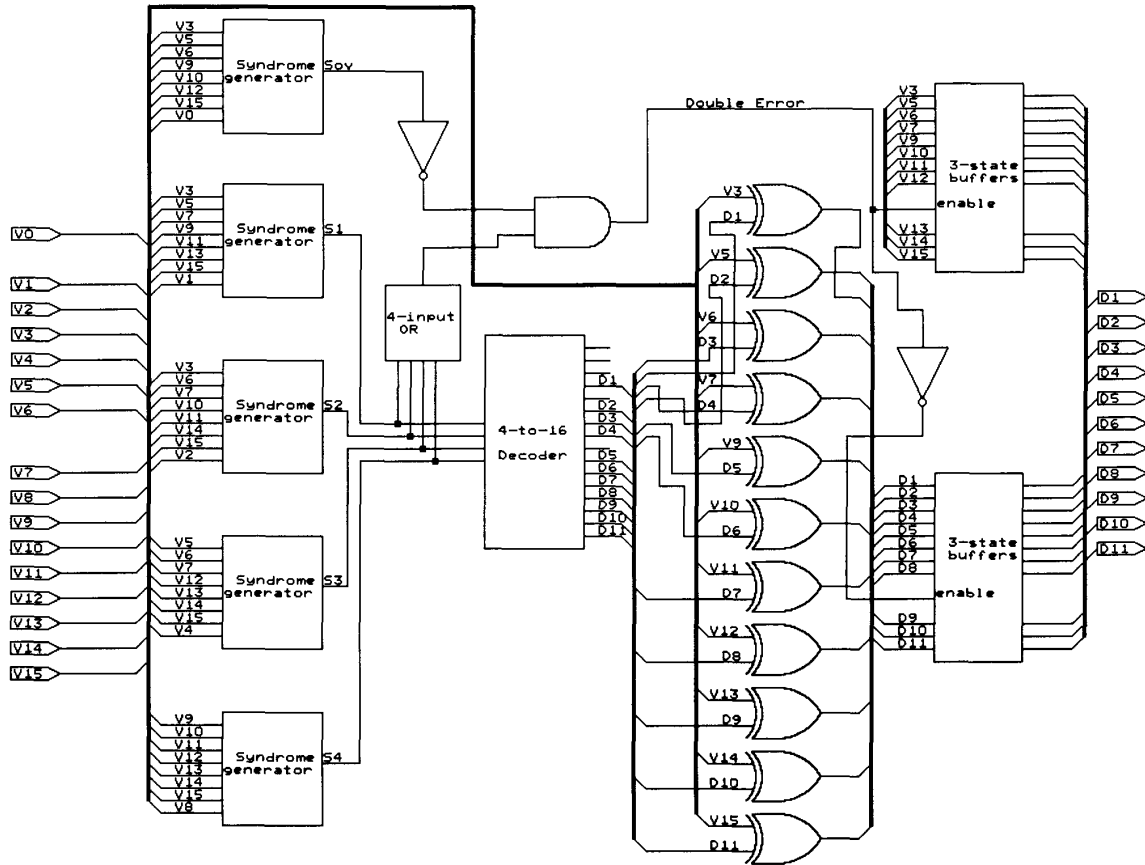 V0
V1
V2
V3
V4
V5
V6
V7
V8
V9
V10
V11
V12
V13
V14
V15
V3
V5
V6
V9
V10
V12
V15
V0
Syndrome
generator
Sov
V3
V5
V7
V9
V11
V13
V15
V1
Syndrome
generator
S1
V3
V6
V7
V10
V11
V14
V15
V2
Syndrome
generator
S2
V5
V6
V7
V12
V13
V14
V15
V4
Syndrome
generator
S3
V9
V10
V11
V12
V13
V14
V15
V8
Syndrome
generator
S4
4-input
OR
4-to-16
Decoder
D1
D2
D3
D4
D5
D6
D7
D8
D9
D10
D11
Double Error
V3
D1
V5
D2
V6
D3
V7
D4
V9
D5
V10
D6
V11
D7
V12
D8
V13
D9
V14
D10
V15
D11
V3
V5
V6
V7
V9
V10
V11
V12
3-state
buffers
enable
V13
V14
V15
D1
D2
D3
D4
D5
D6
D7
D8
3-state
buffers
enable
D9
D10
D11
D1
D2
D3
D4
D5
D6
D7
D8
D9
D10
D11